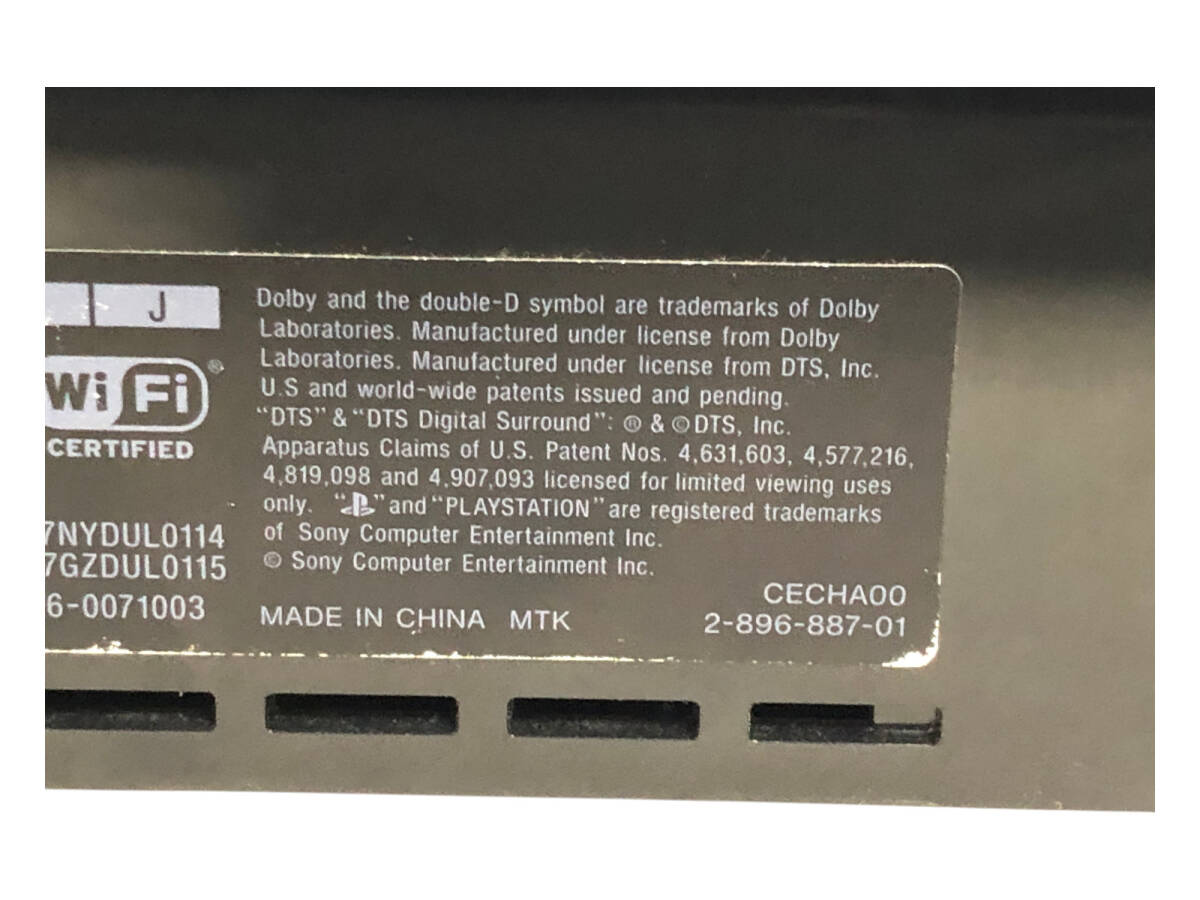 J
Dolby and the double-D symbol are trademarks of Dolby
Laboratories. Manufactured under license from Dolby
Laboratories. Manufactured under license from DTS, Inc.
U.S and world-wide patents issued and pending.
“DTS” & “DTS Digital Surround”: ® & © DTS, Inc.
Apparatus Claims of U.S. Patent Nos. 4,631,603, 4,577,216,
4,819,098 and 4,907,093 licensed for limited viewing uses
only. “ ” and “PLAYSTATION” are registered trademarks
of Sony Computer Entertainment Inc.
© Sony Computer Entertainment Inc.
Wi Fi ®
CERTIFIED
7NYDUL0114
7GZDUL0115
6-0071003
MADE IN CHINA MTK
CECHA00
2-896-887-01